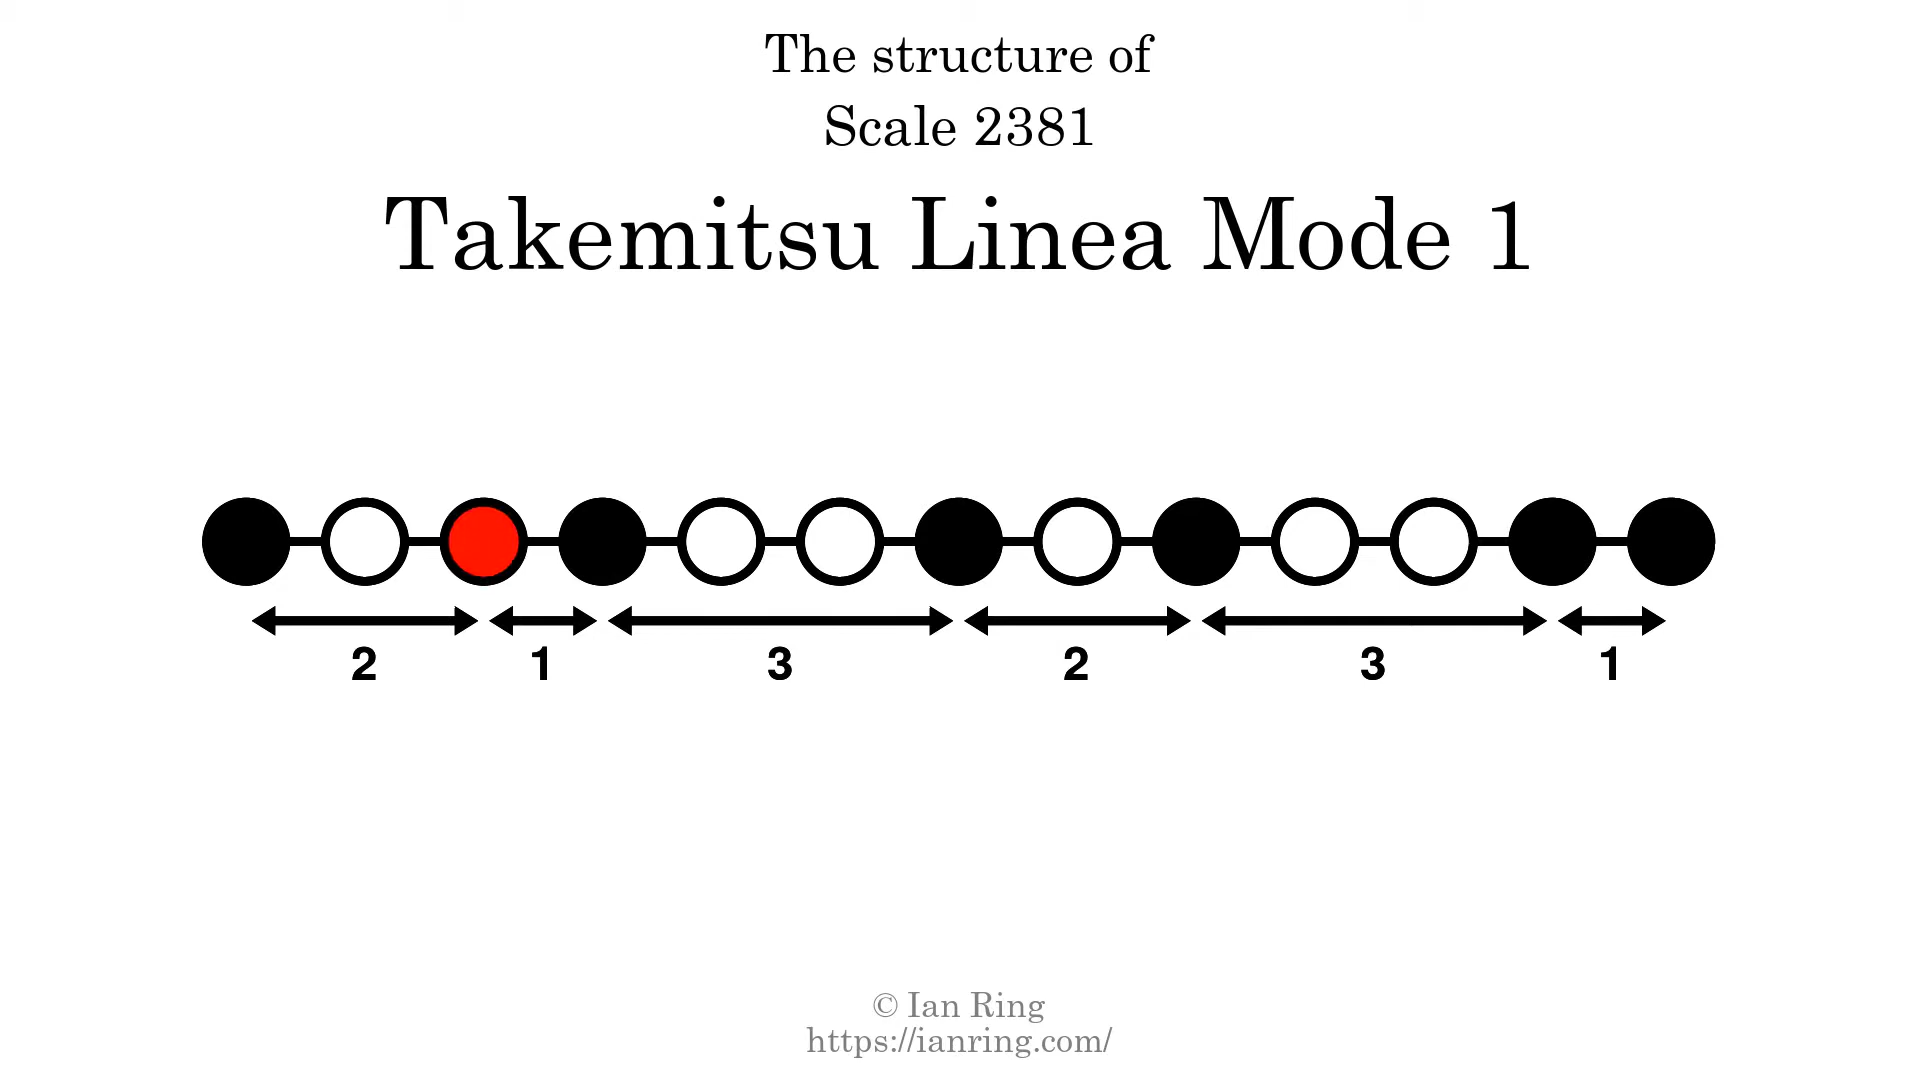 The structure of
Scale 2381
Takemitsu Linea Mode 1
2 1 3 2 3 1
© Ian Ring
https://ianring.com/